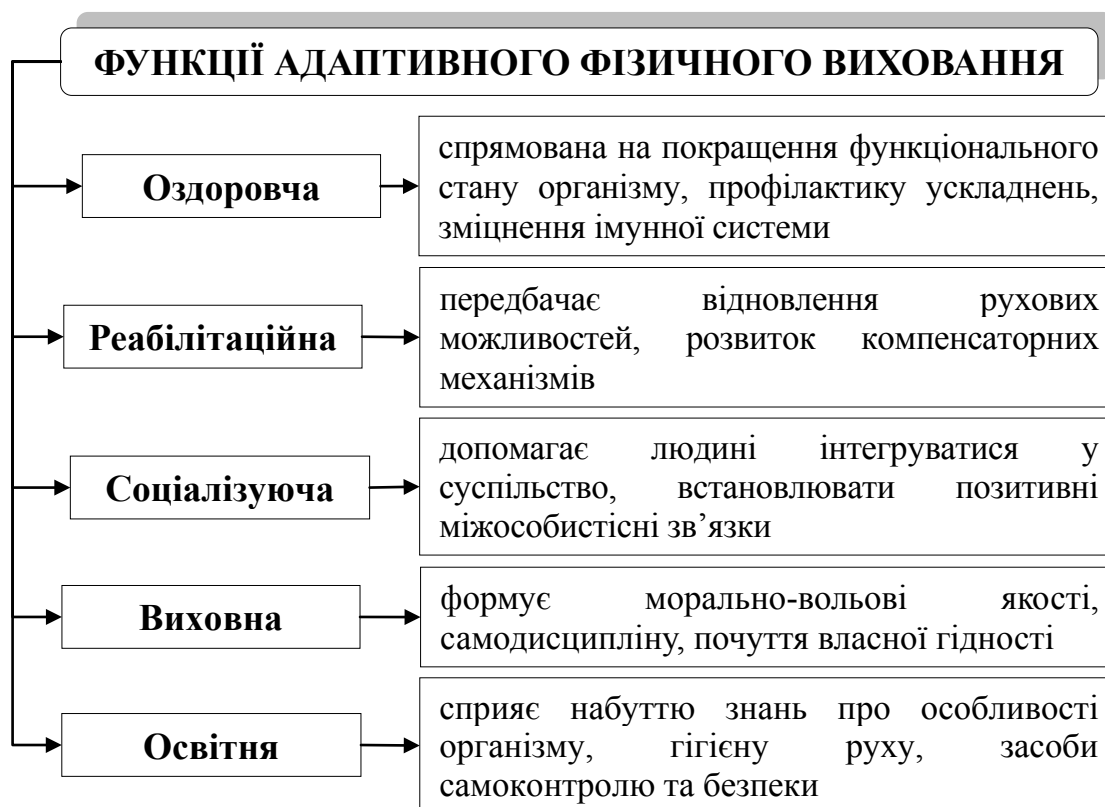 ФУНКЦІЇ АДАПТИВНОГО ФІЗИЧНОГО ВИХОВАННЯ
Оздоровча
спрямована на покращення функціонального
стану організму, профілактику ускладнень,
зміцнення імунної системи
Реабілітаційна
передбачає відновлення рухових
можливостей, розвиток компенсаторних
механізмів
Соціалізуюча
допомагає людині інтегруватися у
суспільство, встановлювати позитивні
міжособистісні зв’язки
Виховна
формує морально-вольові якості,
самодисципліну, почуття власної гідності
Освітня
сприяє набуттю знань про особливості
організму, гігієну руху, засоби
самоконтролю та безпеки